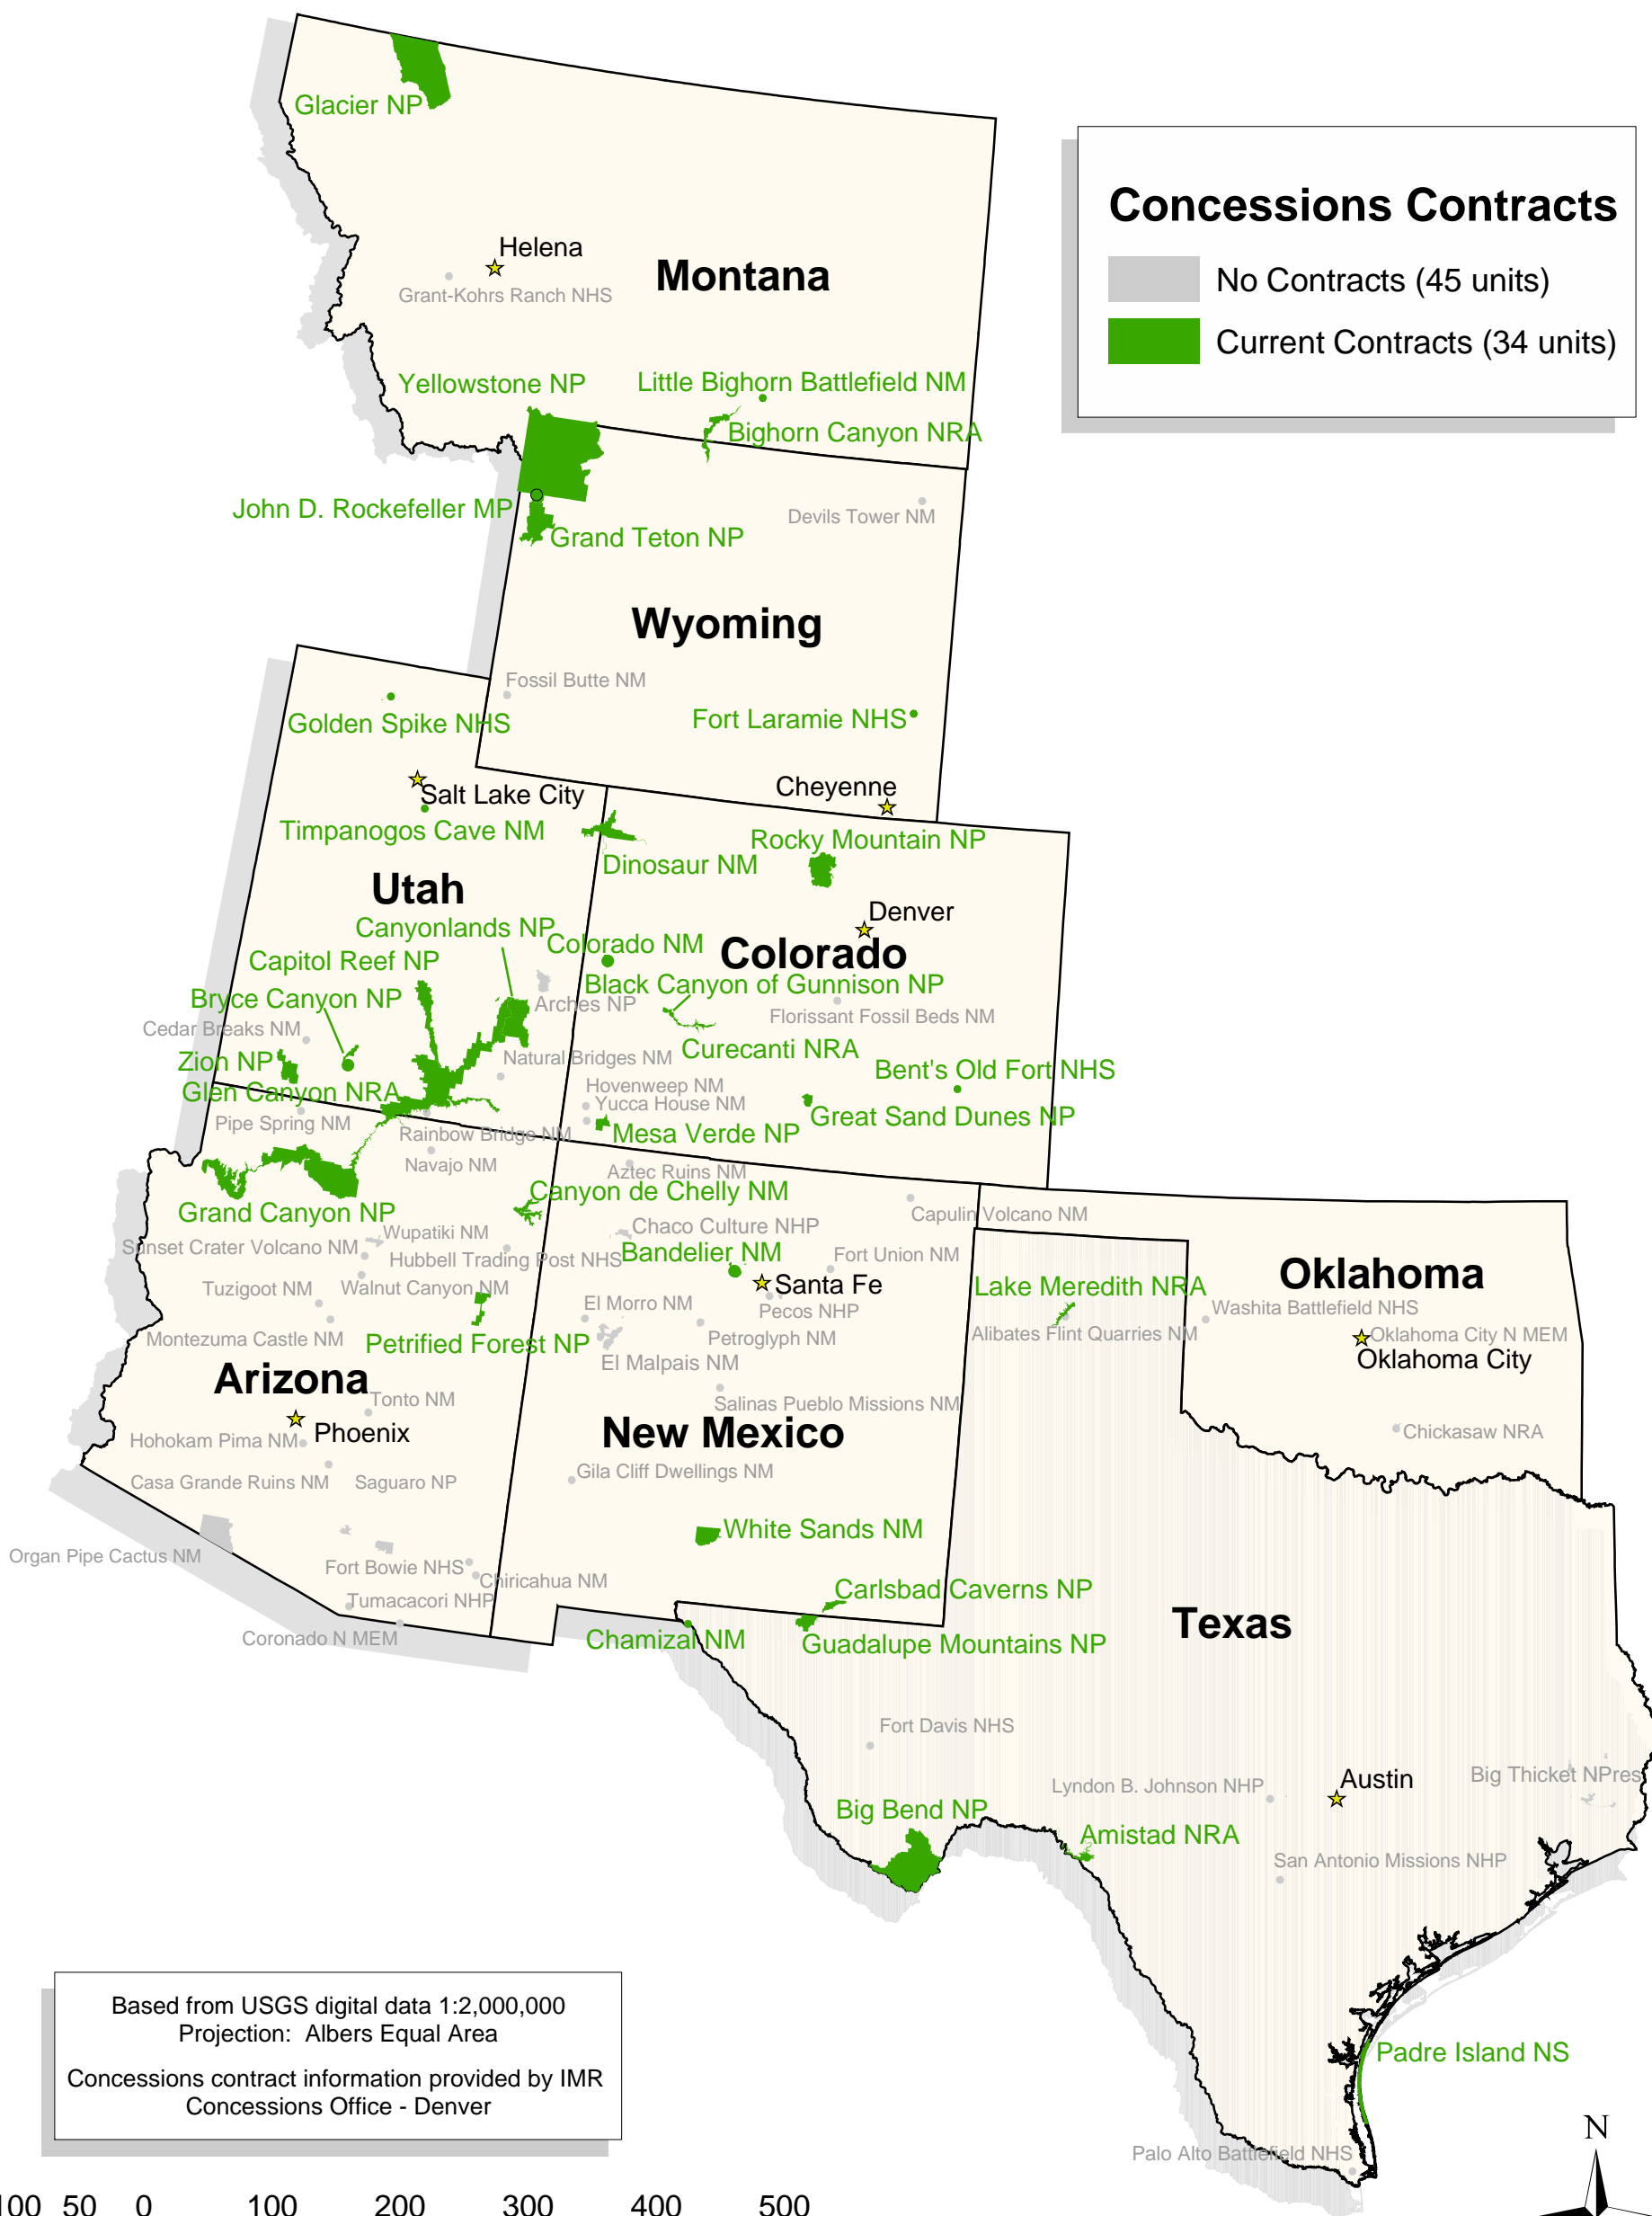 Glacier NP
Concessions Contracts
No Contracts (45 units)
Current Contracts (34 units)
Helena
Montana
Grant-Kohrs Ranch NHS
Yellowstone NP
Little Bighorn Battlefield NM
Bighorn Canyon NRA
John D. Rockefeller MP
Devils Tower NM
Grand Teton NP
Wyoming
Fossil Butte NM
Golden Spike NHS
Fort Laramie NHS
Salt Lake City
Cheyenne
Timpanogos Cave NM
Rocky Mountain NP
Dinosaur NM
Utah
Denver
Canyonlands NP
Colorado NM
Colorado
Capitol Reef NP
Black Canyon of Gunnison NP
Bryce Canyon NP
Arches NP
Florissant Fossil Beds NM
Cedar Breaks NM
Zion NP
Natural Bridges NM
Curecanti NRA
Bent's Old Fort NHS
Glen Canyon NRA
Hovenweep NM
Yucca House NM
Great Sand Dunes NP
Pipe Spring NM
Rainbow Bridge NM
Mesa Verde NP
Navajo NM
Aztec Ruins NM
Canyon de Chelly NM
Grand Canyon NP
Capulin Volcano NM
Wupatiki NM
Chaco Culture NHP
Sunset Crater Volcano NM
Hubbell Trading Post NHS
Bandelier NM
Fort Union NM
Oklahoma
Tuzigoot NM
Walnut Canyon NM
Santa Fe
Lake Meredith NRA
El Morro NM
Pecos NHP
Washita Battlefield NHS
Montezuma Castle NM
Petrified Forest NP
Petroglyph NM
Alibates Flint Quarries NM
Oklahoma City N MEM
El Malpais NM
Oklahoma City
Arizona
Tonto NM
Salinas Pueblo Missions NM
Phoenix
New Mexico
Hohokam Pima NM
Chickasaw NRA
Casa Grande Ruins NM
Saguaro NP
Gila Cliff Dwellings NM
White Sands NM
Organ Pipe Cactus NM
Fort Bowie NHS
Chiricahua NM
Tumacacori NHP
Carlsbad Caverns NP
Coronado N MEM
Chamizal NM
Guadalupe Mountains NP
Texas
Fort Davis NHS
Lyndon B. Johnson NHP
Austin
Big Thicket NPres
Big Bend NP
Amistad NRA
San Antonio Missions NHP
Based from USGS digital data 1:2,000,000
Projection: Albers Equal Area
Concessions contract information provided by IMR
Concessions Office - Denver
Padre Island NS
Palo Alto Battlefield NHS
N
100 50 0 100 200 300 400 500